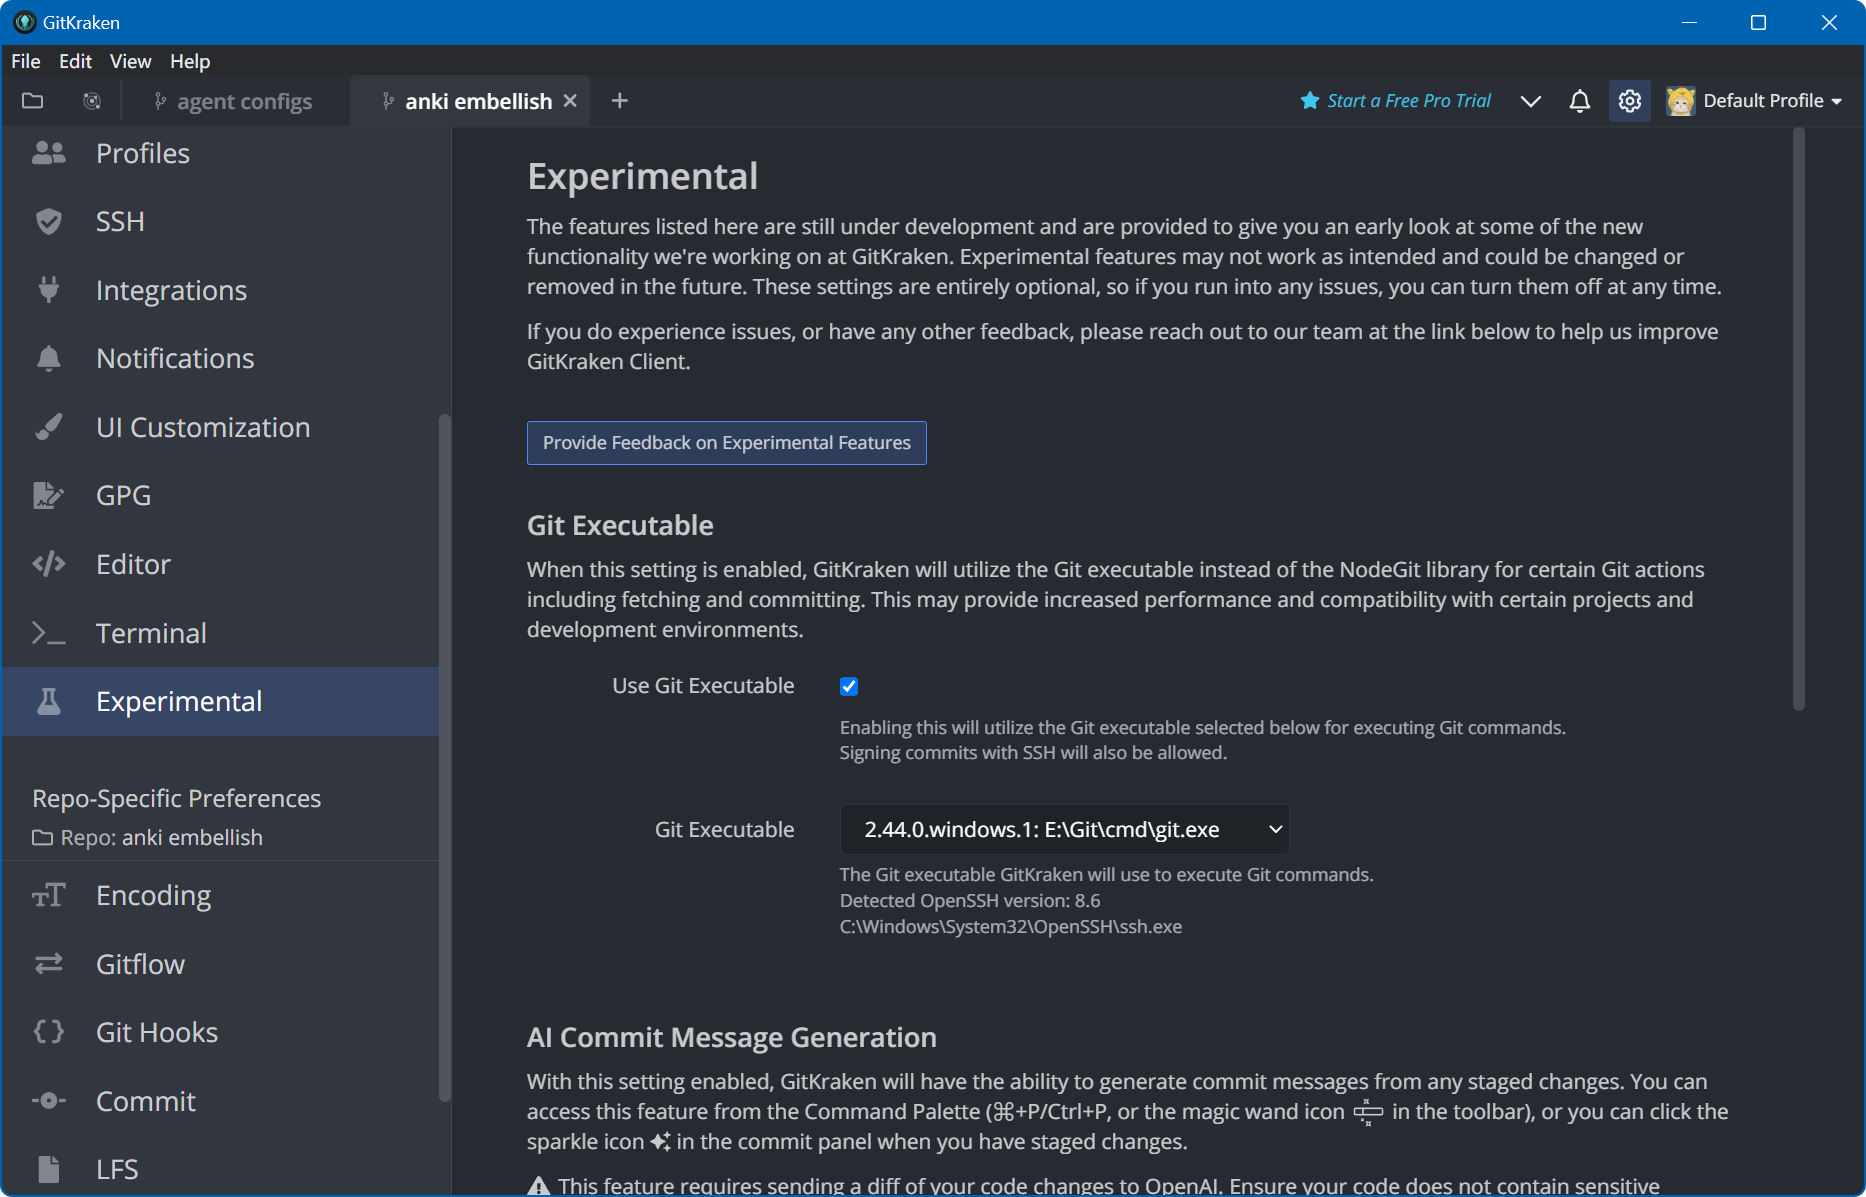 GitKraken
File Edit View Help
agent configs
anki embellish
Start a Free Pro Trial
Default Profile
Profiles
SSH
Integrations
Notifications
UI Customization
GPG
Editor
Terminal
Experimental
Repo-Specific Preferences
Repo: anki embellish
Encoding
Gitflow
Git Hooks
Commit
LFS
Experimental
The features listed here are still under development and are provided to give you an early look at some of the new
functionality we're working on at GitKraken. Experimental features may not work as intended and could be changed or
removed in the future. These settings are entirely optional, so if you run into any issues, you can turn them off at any time.
If you do experience issues, or have any other feedback, please reach out to our team at the link below to help us improve
GitKraken Client.
Provide Feedback on Experimental Features
Git Executable
When this setting is enabled, GitKraken will utilize the Git executable instead of the NodeGit library for certain Git actions
including fetching and committing. This may provide increased performance and compatibility with certain projects and
development environments.
Use Git Executable
Enabling this will utilize the Git executable selected below for executing Git commands.
Signing commits with SSH will also be allowed.
Git Executable
2.44.0.windows.1: E:\Git\cmd\git.exe
The Git executable GitKraken will use to execute Git commands.
Detected OpenSSH version: 8.6
C:\Windows\System32\OpenSSH\ssh.exe
AI Commit Message Generation
With this setting enabled, GitKraken will have the ability to generate commit messages from any staged changes. You can
access this feature from the Command Palette (⌘+P/Ctrl+P, or the magic wand icon in the toolbar), or you can click the
sparkle icon in the commit panel when you have staged changes.
This feature requires sending a diff of your code changes to OpenAI. Ensure your code does not contain sensitive